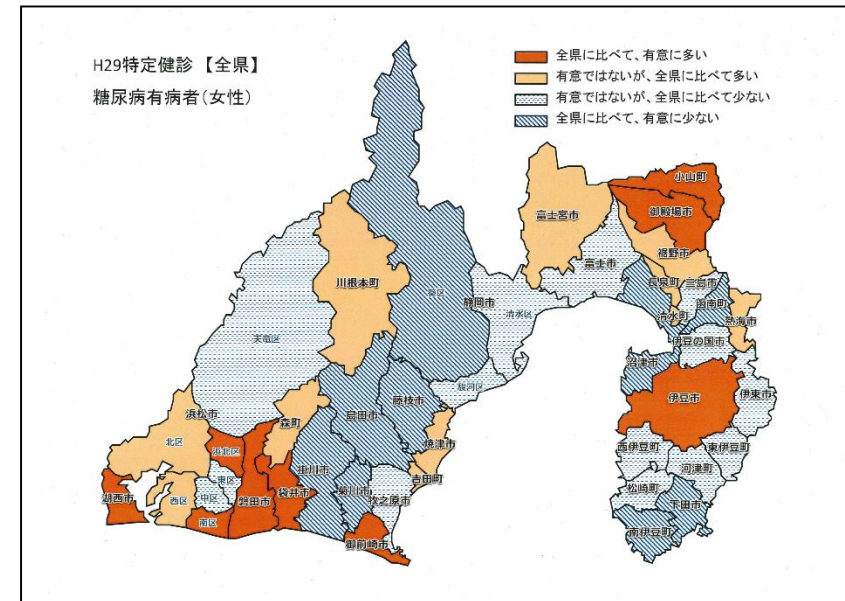 H29特定健診 【全県】
糖尿病有病者(女性)
全県に比べて、有意に多い
有意ではないが、全県に比べて多い
有意ではないが、全県に比べて少ない
全県に比べて、有意に少ない
小山町
御殿場市
富士宮市
裾野市
富士市
長泉町
三島市
函南町
川根本町
静岡市
葵区
清水区
清水町
熱海市
伊豆の国市
天竜区
沼津市
駿河区
伊豆市
伊東市
藤枝市
島田市
浜松市
森町
焼津市
北区
浜北区
西伊豆町
東伊豆町
吉田町
掛川市
河津町
東区
湖西市
西区
中区
磐田市
袋井市
菊川市
牧之原市
松崎町
下田市
南区
南伊豆町
御前崎市